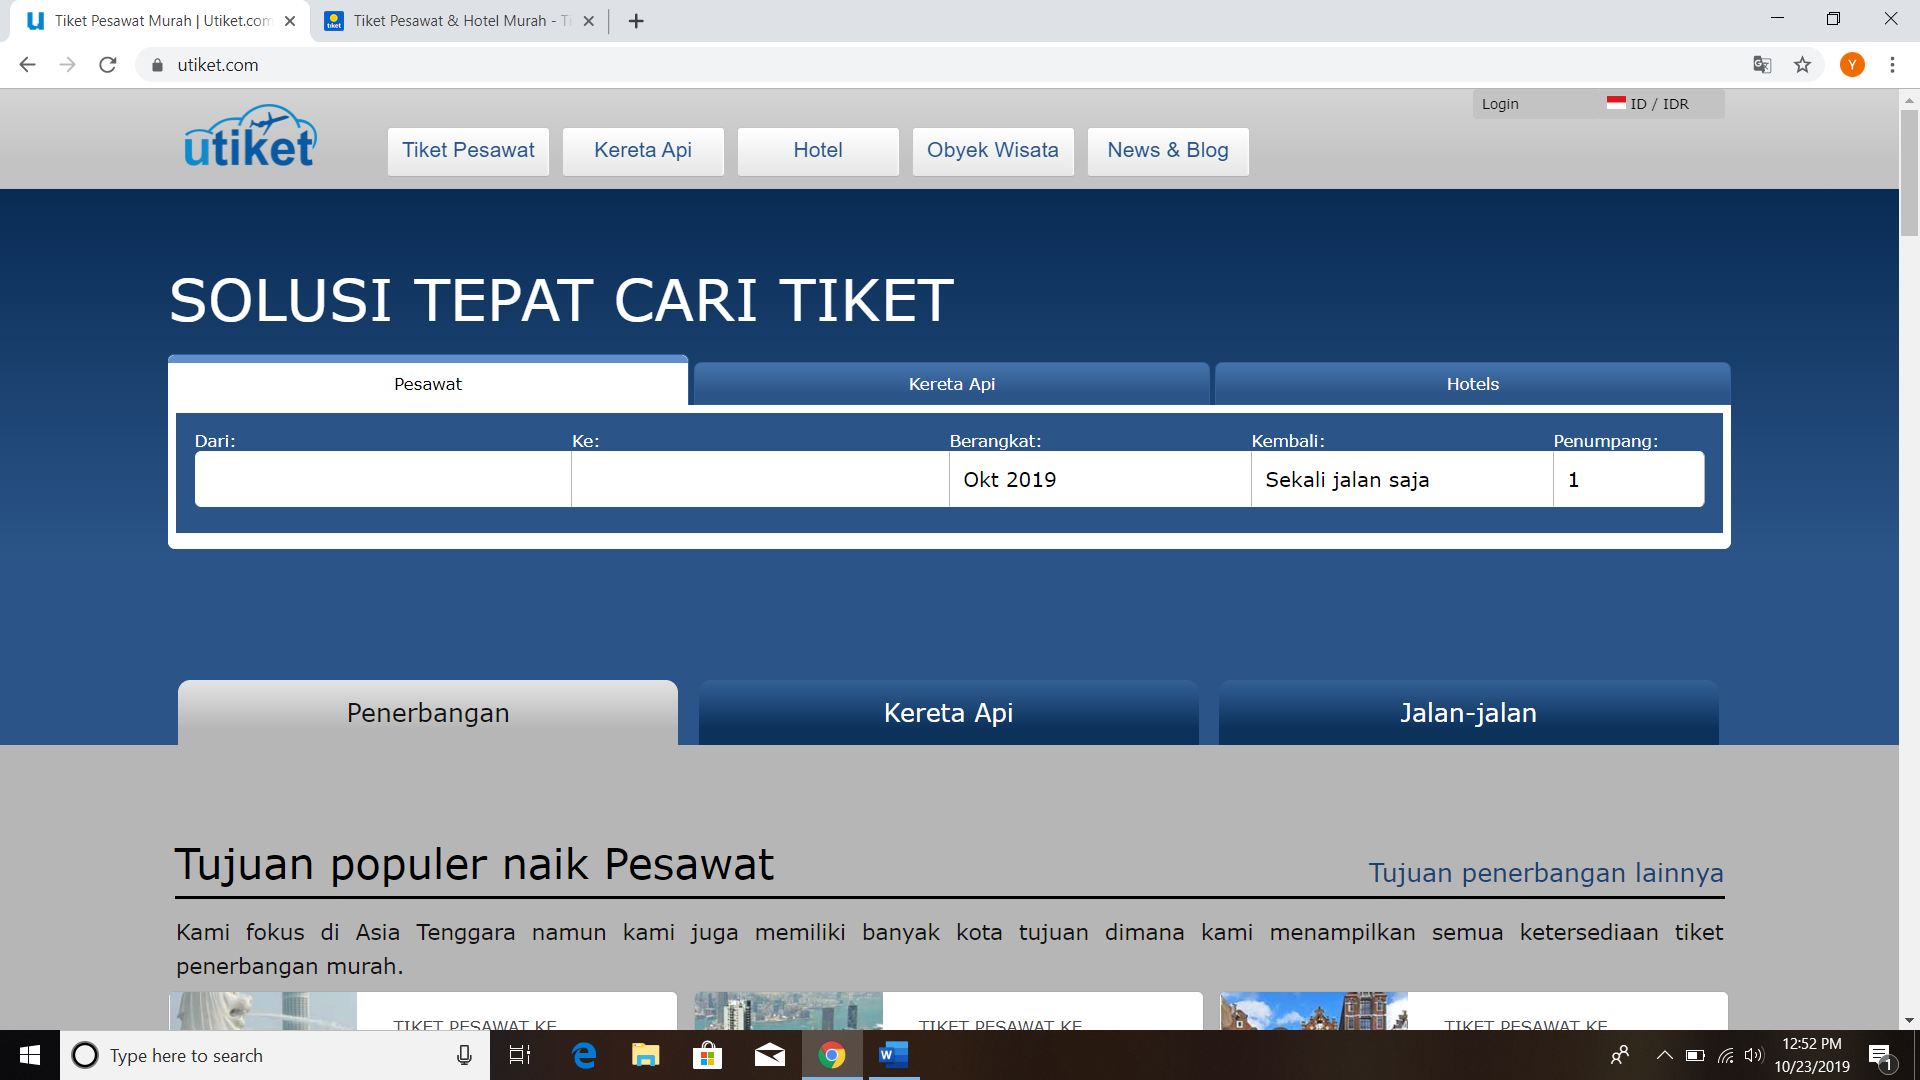 Tiket Pesawat Murah | Utiket.com
Tiket Pesawat & Hotel Murah - Ti
utiket.com
Y
Login
ID / IDR
utiket
Tiket Pesawat
Kereta Api
Hotel
Obyek Wisata
News & Blog
SOLUSI TEPAT CARI TIKET
Pesawat
Kereta Api
Hotels
Dari:
Ke:
Berangkat:
Kembali:
Penumpang:
Okt 2019
Sekali jalan saja
1
Penerbangan
Kereta Api
Jalan-jalan
Tujuan populer naik Pesawat
Tujuan penerbangan lainnya
Kami fokus di Asia Tenggara namun kami juga memiliki banyak kota tujuan dimana kami menampilkan semua ketersediaan tiket
penerbangan murah.
TIKET PESAWAT KE
TIKET PESAWAT KE
TIKET PESAWAT KE
Type here to search
12:52 PM
10/23/2019
1